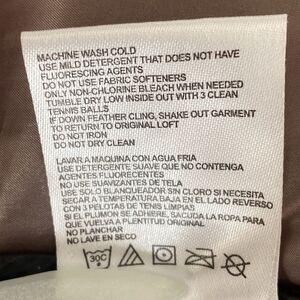 MACHINE WASH COLD
USE MILD DETERGENT THAT DOES NOT HAVE
FLUORESCING AGENTS
DO NOT USE FABRIC SOFTENERS
ONLY NON-CHLORINE BLEACH WHEN NEEDED
TUMBLE DRY LOW INSIDE OUT WITH 3 CLEAN
TENNIS BALLS
IF DOWN FEATHER CLING, SHAKE OUT GARMENT
TO RETURN TO ORIGINAL LOFT
DO NOT IRON
DO NOT DRY CLEAN
LAVAR A MAQUINA CON AGUA FRIA
USE DETERGENTE SUAVE QUE NO CONTENGA
AGENTES FLUORECENTES
NO USE SUAVIZANTES DE TELA
USE SOLO BLANQUEADOR SIN CLORO SI NECESITA
SECAR A TEMPERATURA BAJA EN EL LADO REVERSO
CON 3 PELOTAS DE TENIS LIMPIAS
SI EL PLUMON SE ADHIERE, SACUDA LA ROPA PARA
QUE VUELVA A PLENTITUD ORIGINAL
NO PLANCHAR
NO LAVE EN SECO
30C